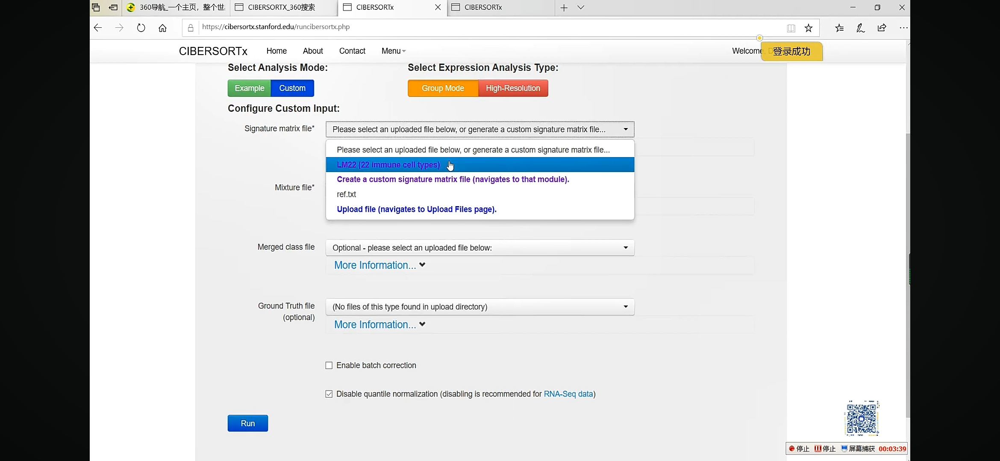 360导航_一个主页，整个世
CIBERSORTX_360搜索
CIBERSORTx
CIBERSORTx
https://cibersortx.stanford.edu/runcibersortx.php
CIBERSORTx
Home
About
Contact
Menu
Welcome,
登录成功
Select Analysis Mode:
Select Expression Analysis Type:
Example
Custom
Group Mode
High-Resolution
Configure Custom Input:
Signature matrix file*
Please select an uploaded file below, or generate a custom signature matrix file...
Please select an uploaded file below, or generate a custom signature matrix file...
LM22 (22 immune cell types)
Create a custom signature matrix file (navigates to that module).
Mixture file*
ref.txt
Upload file (navigates to Upload Files page).
Merged class file
Optional - please select an uploaded file below:
More Information...
Ground Truth file
(optional)
(No files of this type found in upload directory)
More Information...
Enable batch correction
Disable quantile normalization (disabling is recommended for RNA-Seq data)
Run
停止
停止
屏幕捕获
00:03:39